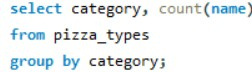 select category, count(name)
from pizza_types
group by category;